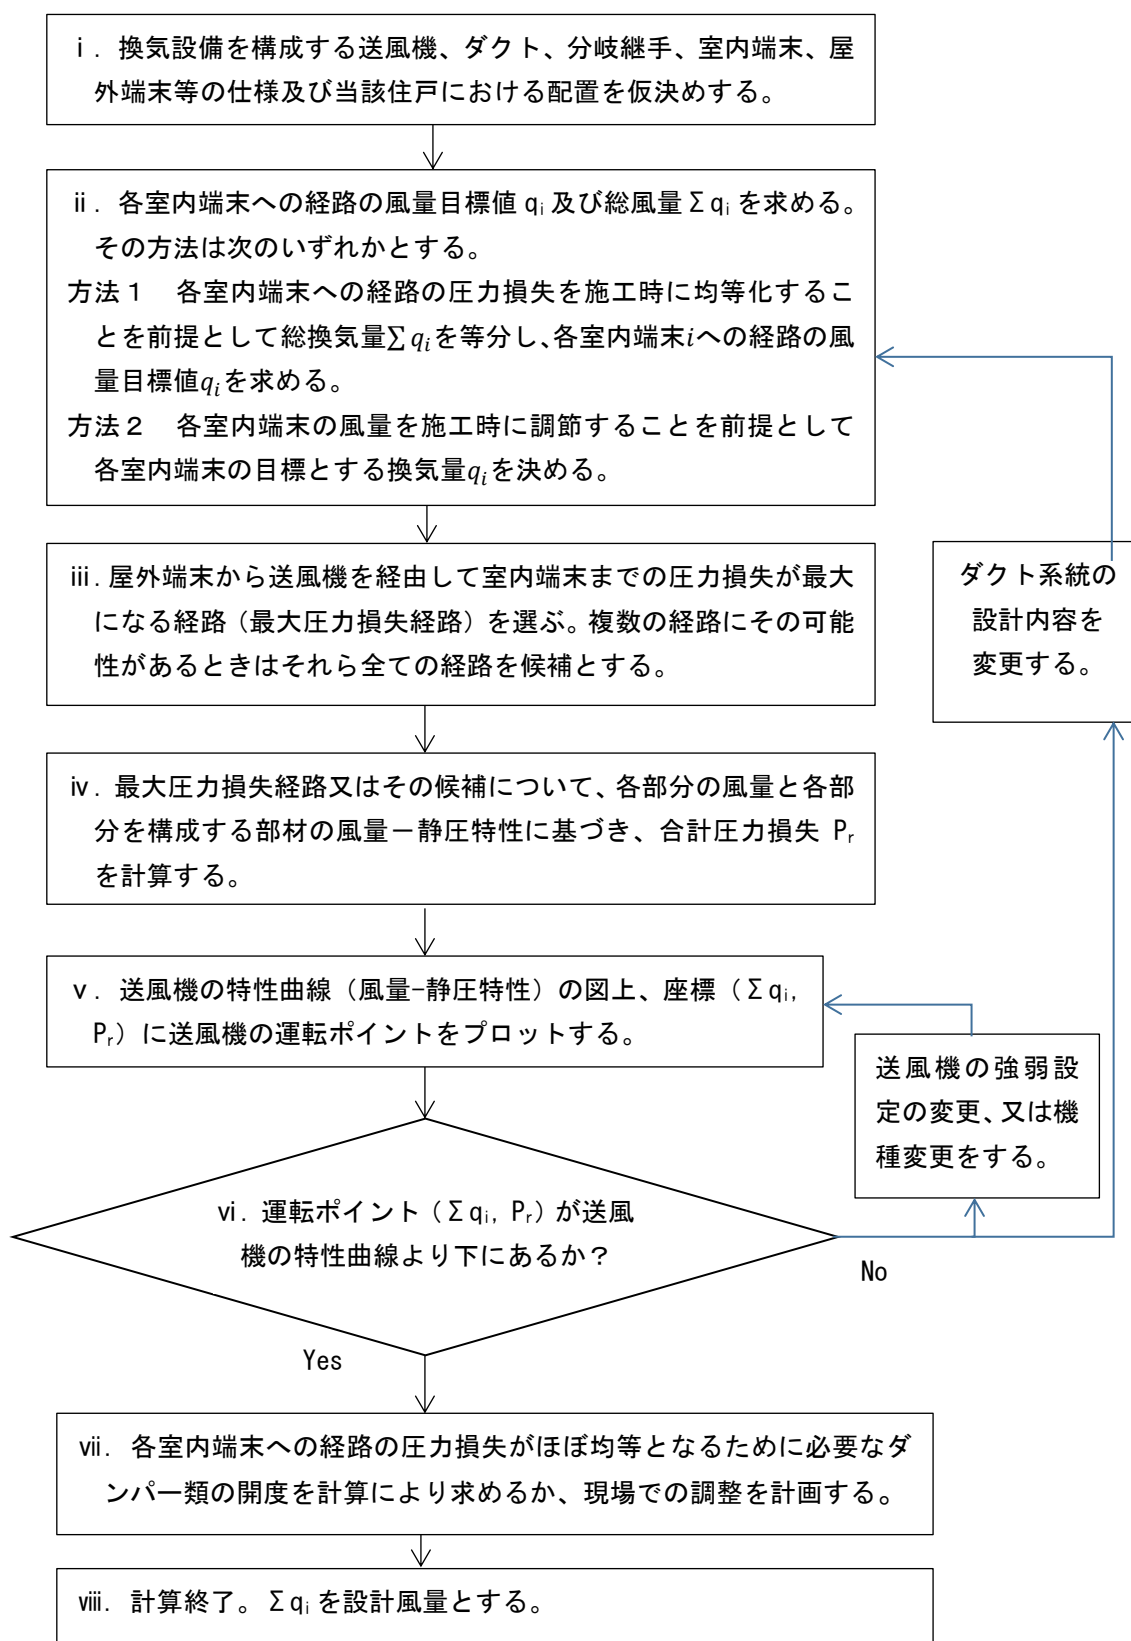 ⅰ. 換気設備を構成する送風機、ダクト、分岐継手、室内端末、屋
外端末等の仕様及び当該住戸における配置を仮決めする。
ⅱ. 各室内端末への経路の風量目標値 qi 及び総風量 Σqi を求める。
その方法は次のいずれかとする。
方法1 各室内端末への経路の圧力損失を施工時に均等化するこ
とを前提として総換気量∑qiを等分し、各室内端末iへの経路の風
量目標値qiを求める。
方法2 各室内端末の風量を施工時に調節することを前提として
各室内端末の目標とする換気量qiを決める。
ⅲ. 屋外端末から送風機を経由して室内端末までの圧力損失が最大
になる経路（最大圧力損失経路）を選ぶ。複数の経路にその可能
性があるときはそれら全ての経路を候補とする。
ダクト系統の
設計内容を
変更する。
ⅳ. 最大圧力損失経路又はその候補について、各部分の風量と各部
分を構成する部材の風量－静圧特性に基づき、合計圧力損失 Pr
を計算する。
ⅴ. 送風機の特性曲線（風量-静圧特性）の図上、座標（Σqi,
Pr）に送風機の運転ポイントをプロットする。
送風機の強弱設
定の変更、又は機
種変更をする。
ⅵ. 運転ポイント（Σqi, Pr）が送風
機の特性曲線より下にあるか？
No
Yes
ⅶ. 各室内端末への経路の圧力損失がほぼ均等となるために必要なダ
ンパー類の開度を計算により求めるか、現場での調整を計画する。
ⅷ. 計算終了。Σqi を設計風量とする。